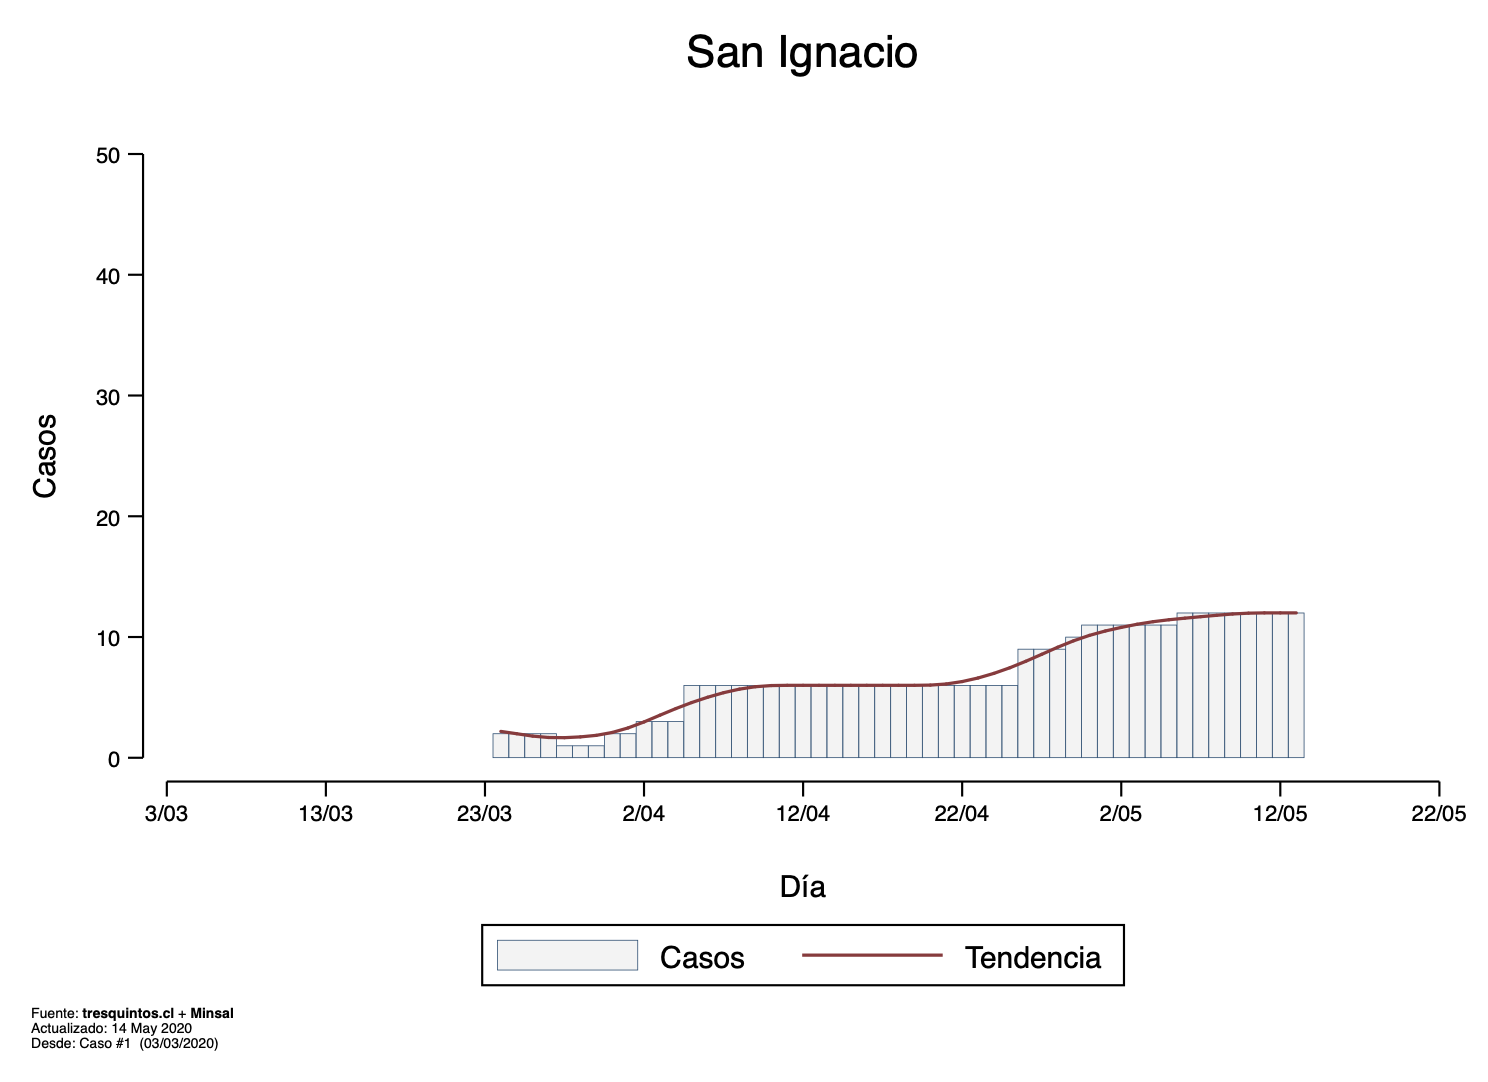 San Ignacio
50
40
30
20
10
0
Casos
3/03 13/03 23/03 2/04 12/04 22/04 2/05 12/05 22/05
Día
Casos Tendencia
Fuente: tresquintos.cl + Minsal
Actualizado: 14 May 2020
Desde: Caso #1 (03/03/2020)